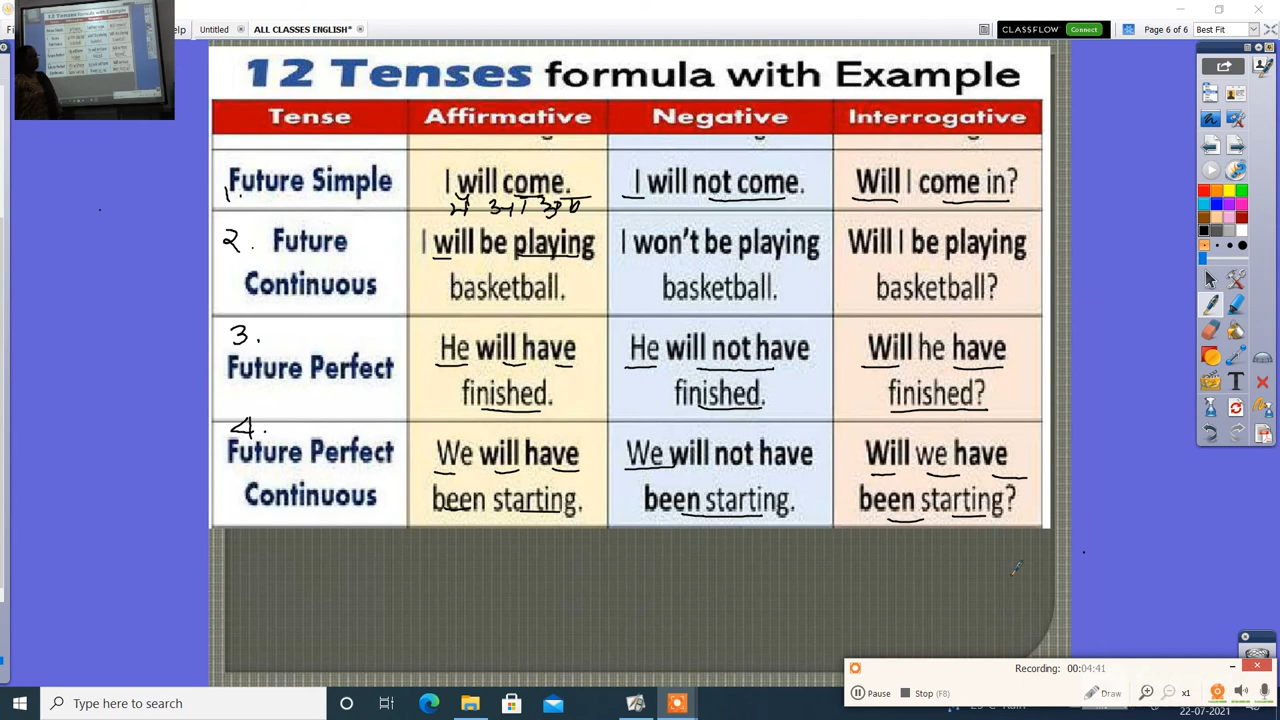 Untitled
ALL CLASSES ENGLISH*
CLASSFLOW
Connect
Page 6 of 6
Best Fit
12 Tenses formula with Example
Tense
Affirmative
Negative
Interrogative
1.
Future Simple
I will come.
I will not come.
Will I come in?
2.
Future
Continuous
I will be playing
basketball.
I won't be playing
basketball.
Will I be playing
basketball?
3.
Future Perfect
He will have
finished.
He will not have
finished.
Will he have
finished?
4.
Future Perfect
Continuous
We will have
been starting.
We will not have
been starting.
Will we have
been starting?
Recording: 00:04:41
Pause
Stop (F8)
Draw
x1
Type here to search
22-07-2021